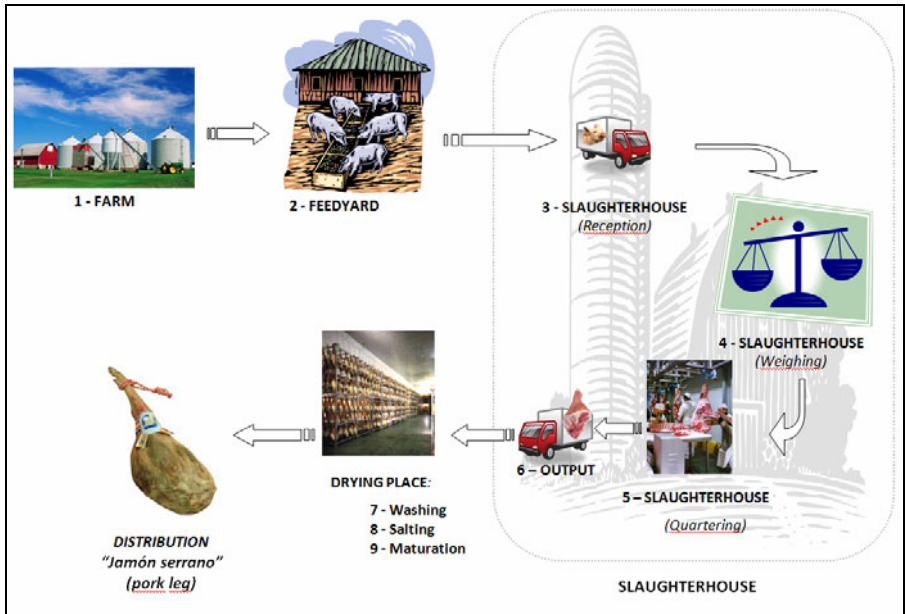 1 - FARM
2 - FEEDYARD
3 - SLAUGHTERHOUSE
(Reception)
4 - SLAUGHTERHOUSE
(Weighing)
5 – SLAUGHTERHOUSE
(Quartering)
6 – OUTPUT
DRYING PLACE:
7 - Washing
8 - Salting
9 - Maturation
DISTRIBUTION
"Jamón serrano"
(pork leg)
SLAUGHTERHOUSE